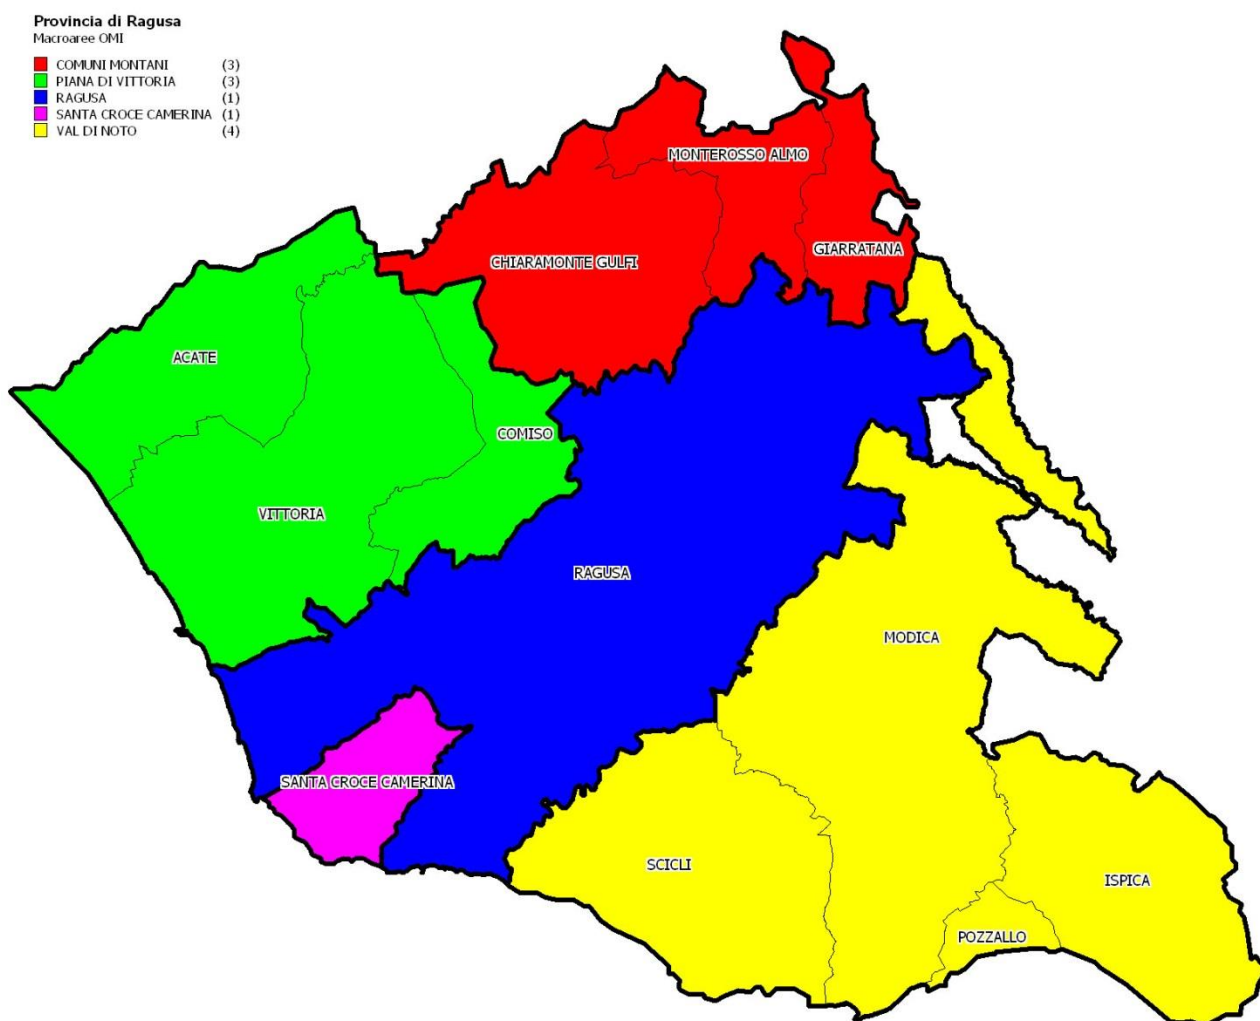 Provincia di Ragusa
Macroaree OMI
COMUNI MONTANI (3)
PIANA DI VITTORIA (3)
RAGUSA (1)
SANTA CROCE CAMERINA (1)
VAL DI NOTO (4)
MONTEROSSO ALMO
GIARRATANA
CHIARAMONTE GULFI
ACATE
COMISO
VITTORIA
RAGUSA
MODICA
SANTA CROCE CAMERINA
SCICLI
ISPICA
POZZALLO